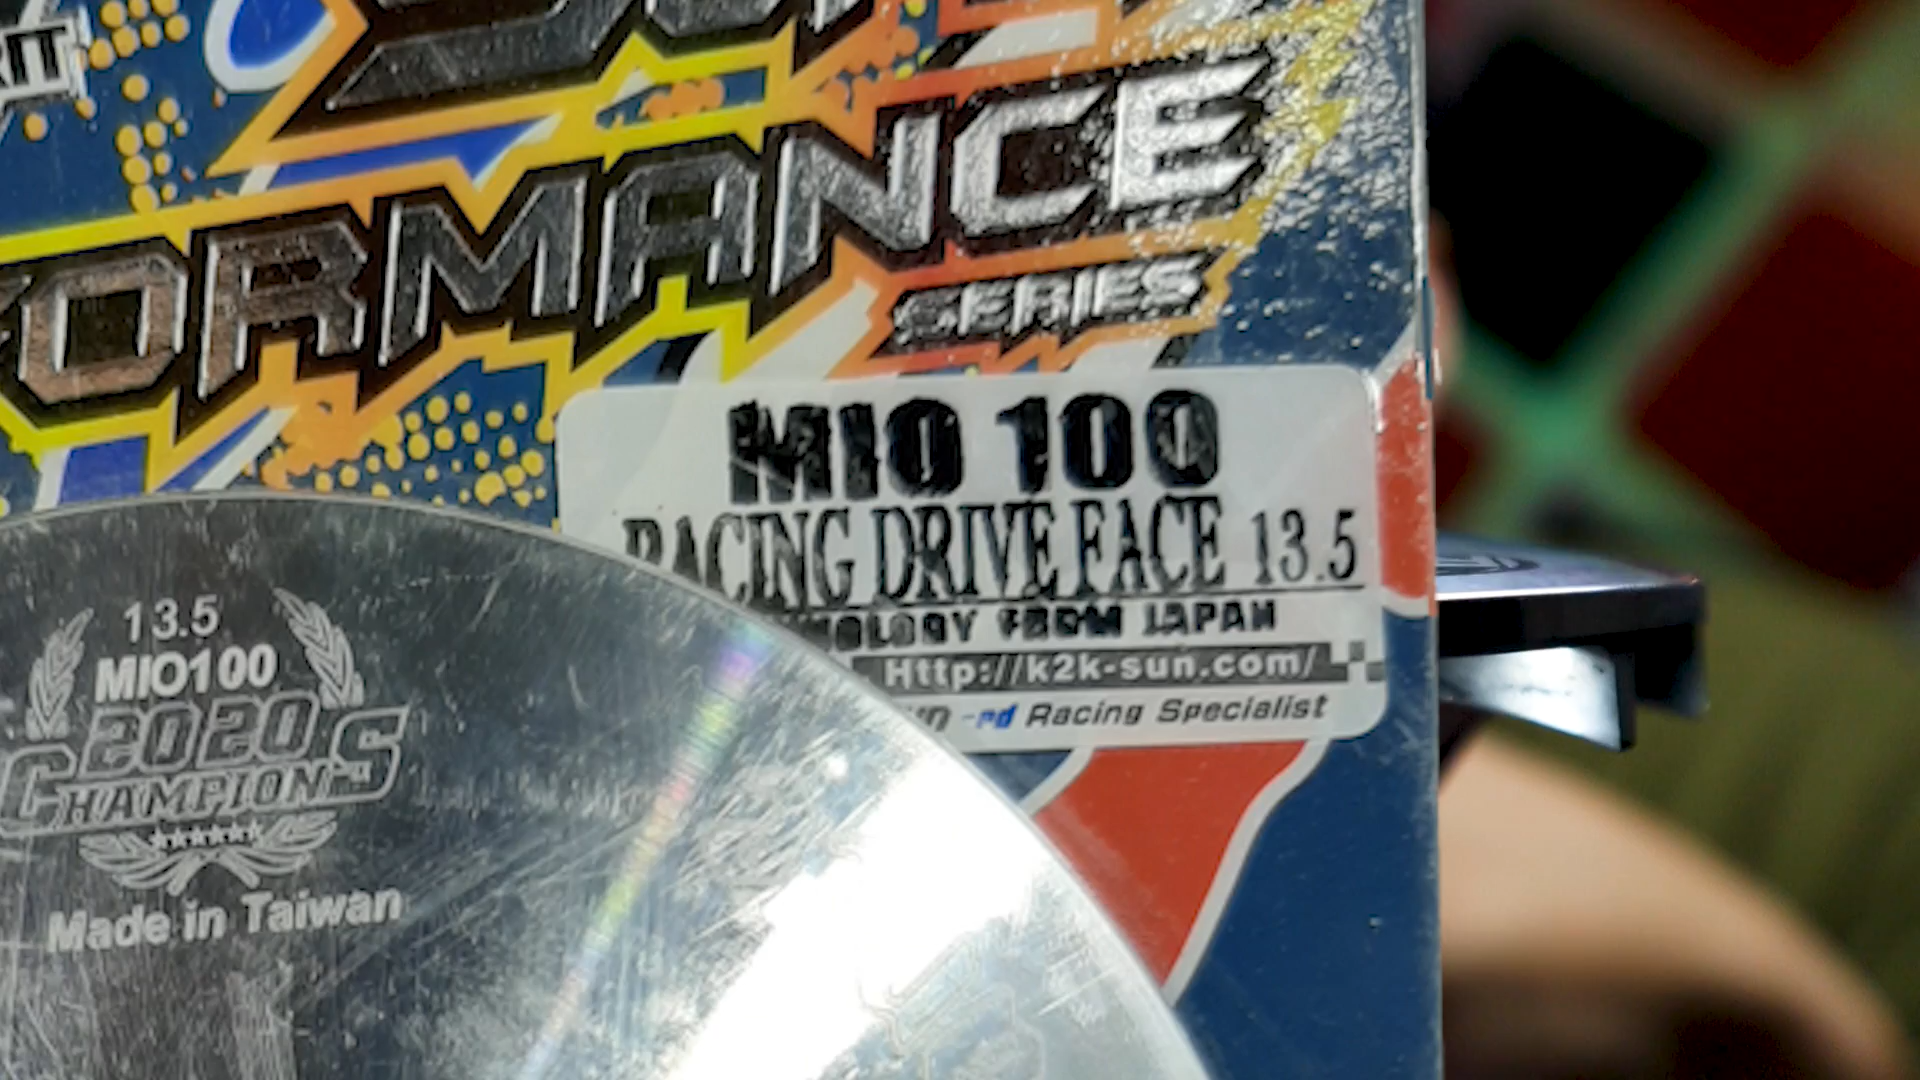 SERIES
MIO 100
RACING DRIVE FACE 13.5
FROM JAPAN
Http://k2k-sun.com/
-rd Racing Specialist
13.5
MIO100
2020
CHAMPIONS
Made in Taiwan